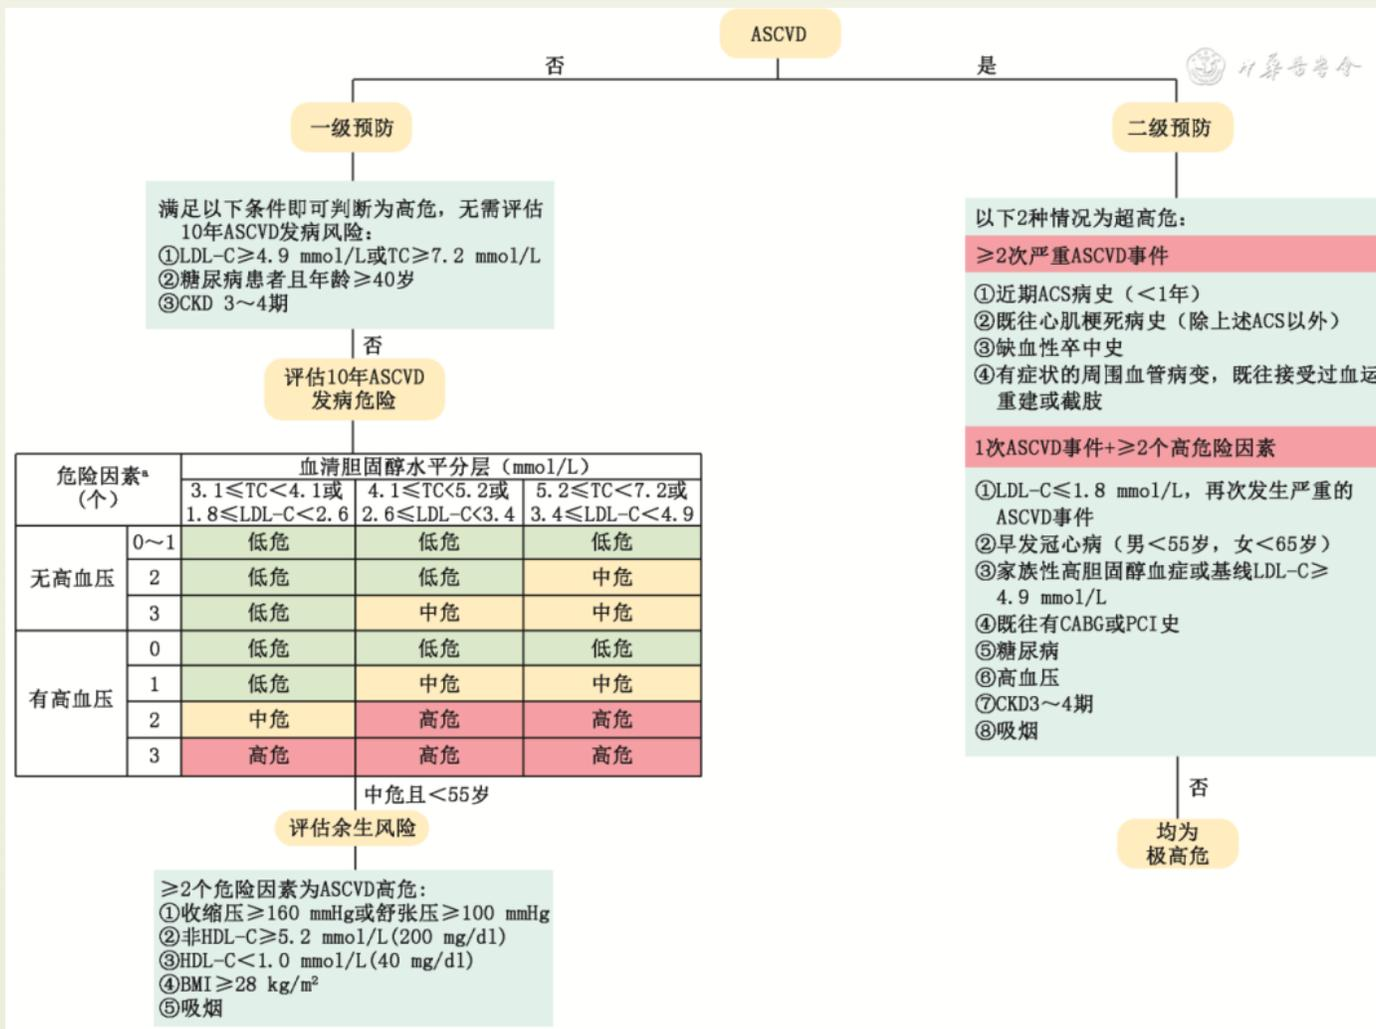 ASCVD
否
是
中华医学会
一级预防
二级预防
满足以下条件即可判断为高危，无需评估
10年ASCVD发病风险：
①LDL-C≥4.9 mmol/L或TC≥7.2 mmol/L
②糖尿病患者且年龄≥40岁
③CKD 3～4期
否
评估10年ASCVD
发病危险
危险因素ᵃ
（个）
血清胆固醇水平分层（mmol/L）
3.1≤TC＜4.1或
1.8≤LDL-C＜2.6
4.1≤TC<5.2或
2.6≤LDL-C<3.4
5.2≤TC＜7.2或
3.4≤LDL-C＜4.9
无高血压
0～1 低危 低危 低危
2 低危 低危 中危
3 低危 中危 中危
有高血压
0 低危 低危 低危
1 低危 中危 中危
2 中危 高危 高危
3 高危 高危 高危
中危且＜55岁
评估余生风险
≥2个危险因素为ASCVD高危：
①收缩压≥160 mmHg或舒张压≥100 mmHg
②非HDL-C≥5.2 mmol/L(200 mg/dl)
③HDL-C＜1.0 mmol/L(40 mg/dl)
④BMI≥28 kg/m²
⑤吸烟
以下2种情况为超高危：
≥2次严重ASCVD事件
①近期ACS病史（＜1年）
②既往心肌梗死病史（除上述ACS以外）
③缺血性卒中史
④有症状的周围血管病变，既往接受过血运
重建或截肢
1次ASCVD事件+≥2个高危险因素
①LDL-C≤1.8 mmol/L，再次发生严重的
ASCVD事件
②早发冠心病（男＜55岁，女＜65岁）
③家族性高胆固醇血症或基线LDL-C≥
4.9 mmol/L
④既往有CABG或PCI史
⑤糖尿病
⑥高血压
⑦CKD3～4期
⑧吸烟
否
均为
极高危